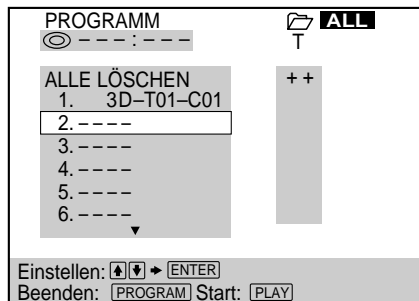 PROGRAMM ALL
– – – : – – – T
ALLE LÖSCHEN + +
1. 3D–T01–C01
2. – – – –
3. – – – –
4. – – – –
5. – – – –
6. – – – –
Einstellen: ENTER
Beenden: PROGRAM Start: PLAY